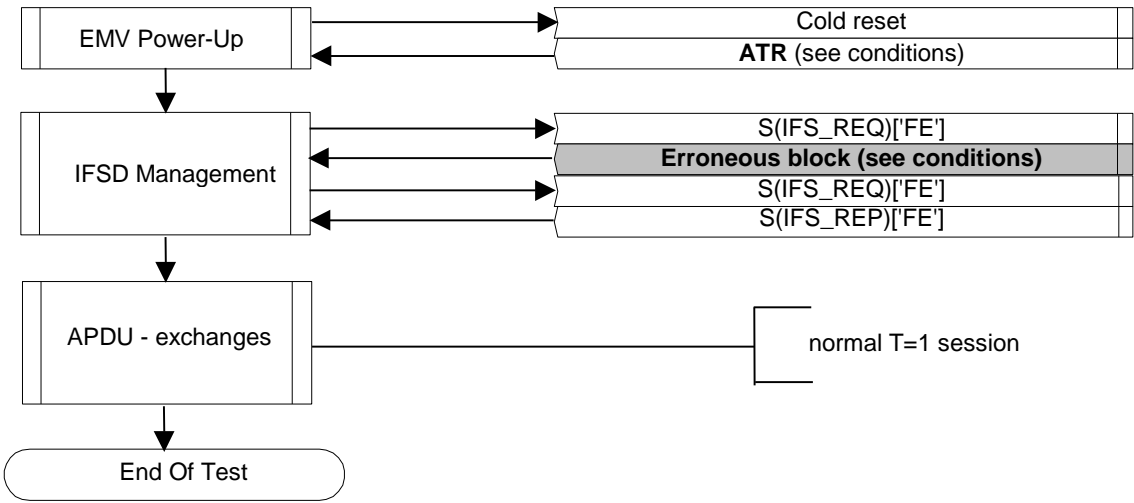 EMV Power-Up
Cold reset
ATR (see conditions)
IFSD Management
S(IFS_REQ)['FE']
Erroneous block (see conditions)
S(IFS_REQ)['FE']
S(IFS_REP)['FE']
APDU - exchanges
normal T=1 session
End Of Test